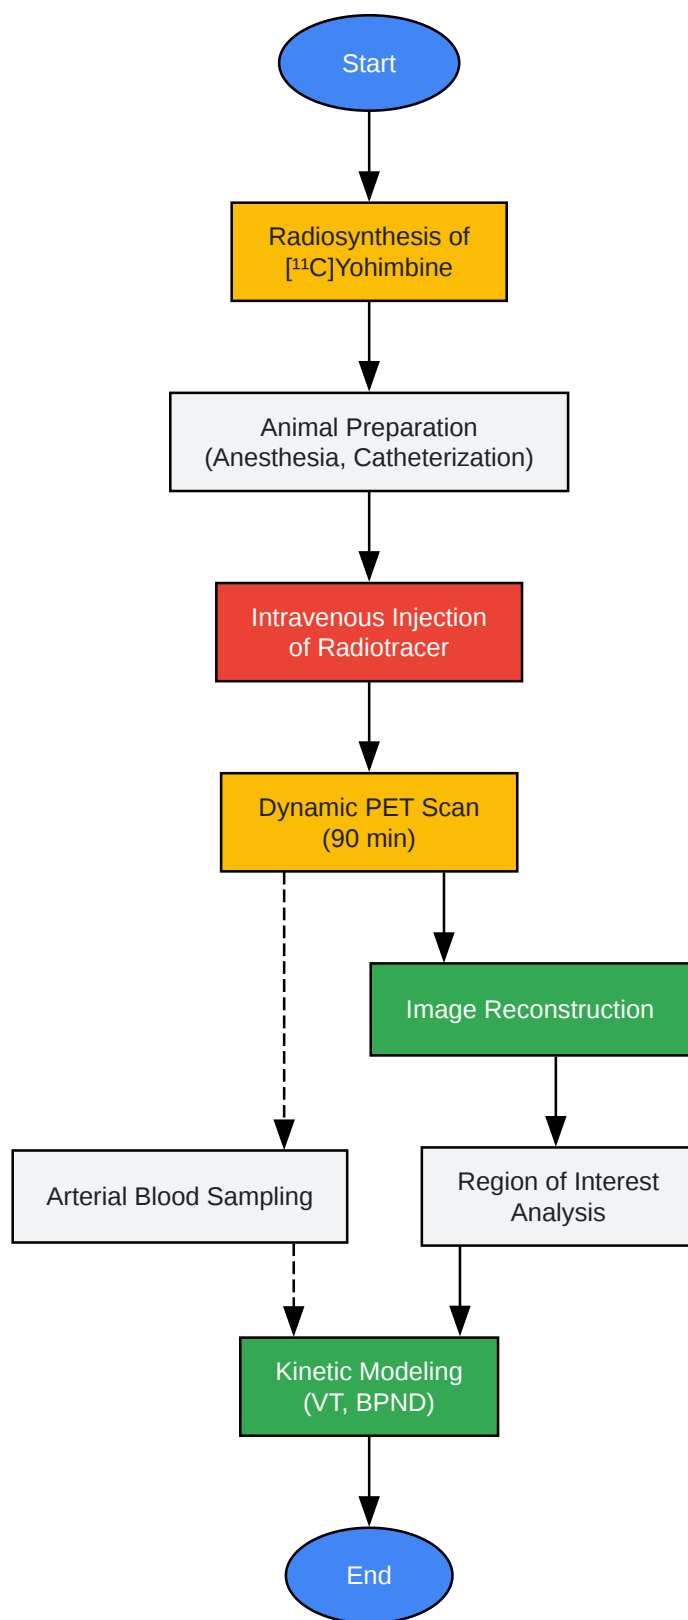 Start
Radiosynthesis of
[¹¹C]Yohimbine
Animal Preparation
(Anesthesia, Catheterization)
Intravenous Injection
of Radiotracer
Dynamic PET Scan
(90 min)
Image Reconstruction
Arterial Blood Sampling
Region of Interest
Analysis
Kinetic Modeling
(VT, BPND)
End